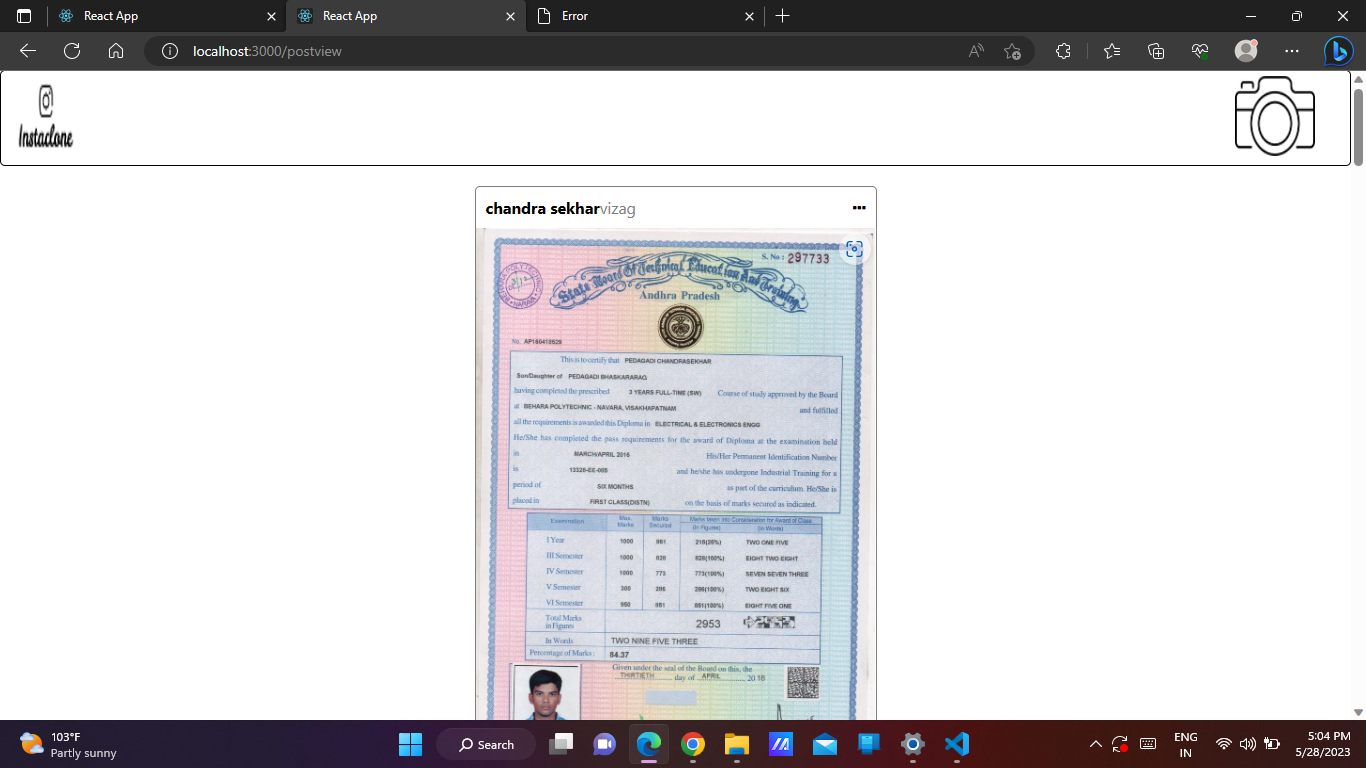 React App
React App
Error
localhost:3000/postview
Instaclone
chandra sekharvizag
S. No : 297733
State Board Of Technical Education And Training
Andhra Pradesh
No. 
This is to certify that PEDAGADI CHANDRASEKHAR
Son/Daughter of PEDAGADI BHASKARARAO
having completed the prescribed 3 YEARS FULL-TIME (SW) Course of study approved by the Board
at BEHARA POLYTECHNIC - NAVARA, VISAKHAPATNAM and fulfilled
all the requirements is awarded this Diploma in ELECTRICAL & ELECTRONICS ENGG
He/She has completed the pass requirements for the award of Diploma at the examination held
in MARCH/APRIL 2016 His/Her Permanent Identification Number
is and he/she has undergone Industrial Training for a
period of SIX MONTHS as part of the curriculum. He/She is
placed in FIRST CLASS(DISTN) on the basis of marks secured as indicated.
Examination Max. Marks Marks Secured Marks taken into Consideration for Award of Class
(In Figures) (In Words)
I Year 1000 861 215(25%) TWO ONE FIVE
III Semester 1000 828 828(100%) EIGHT TWO EIGHT
IV Semester 1000 773 773(100%) SEVEN SEVEN THREE
V Semester 300 286 286(100%) TWO EIGHT SIX
VI Semester 851(100%) EIGHT FIVE ONE
Total Marks in Figures 2953
In Words TWO NINE FIVE THREE
Percentage of Marks : 84.37
Given under the seal of the Board on this, the
THIRTIETH day of APRIL 20 16
103°F
Partly sunny
Search
ENG
IN
5:04 PM
5/28/2023